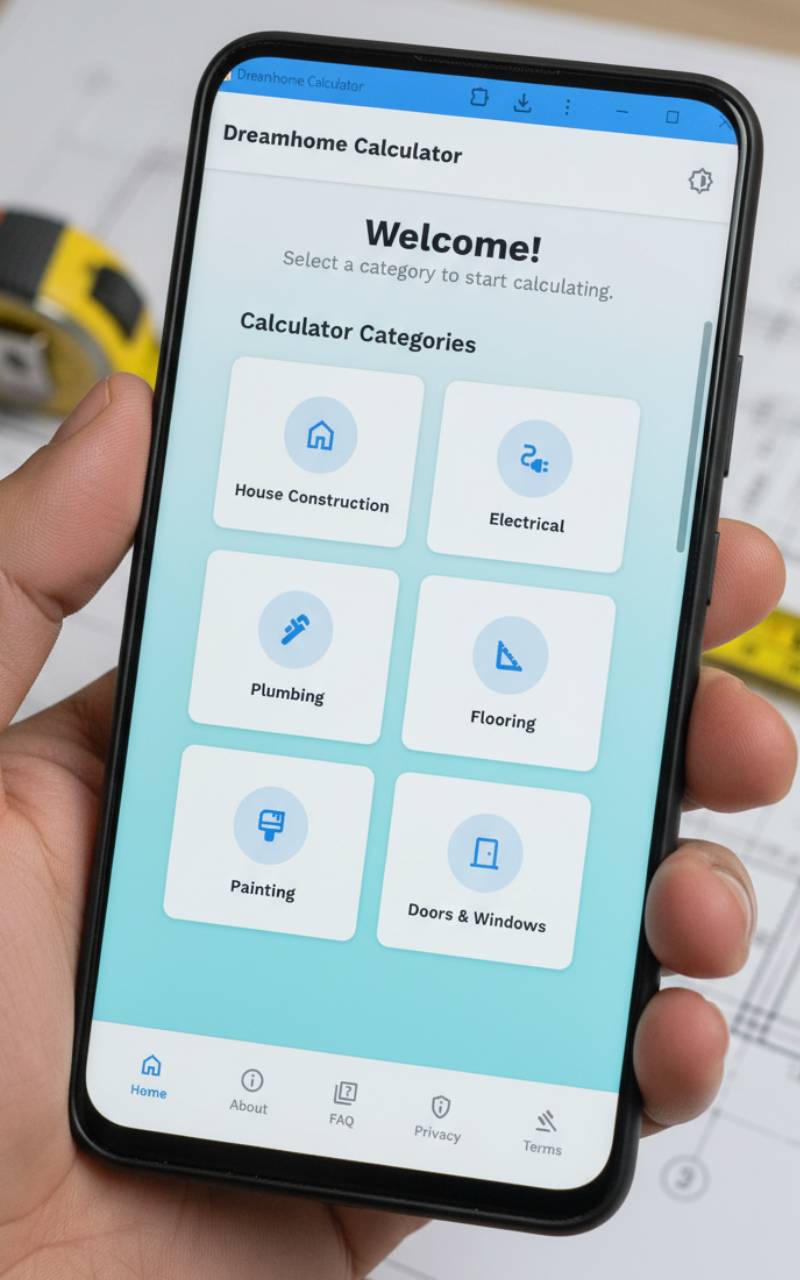 Dreamhome Calculator
Dreamhome Calculator
Welcome!
Select a category to start calculating.
Calculator Categories
House Construction
Electrical
Plumbing
Flooring
Painting
Doors & Windows
Home
About
FAQ
Privacy
Terms
3